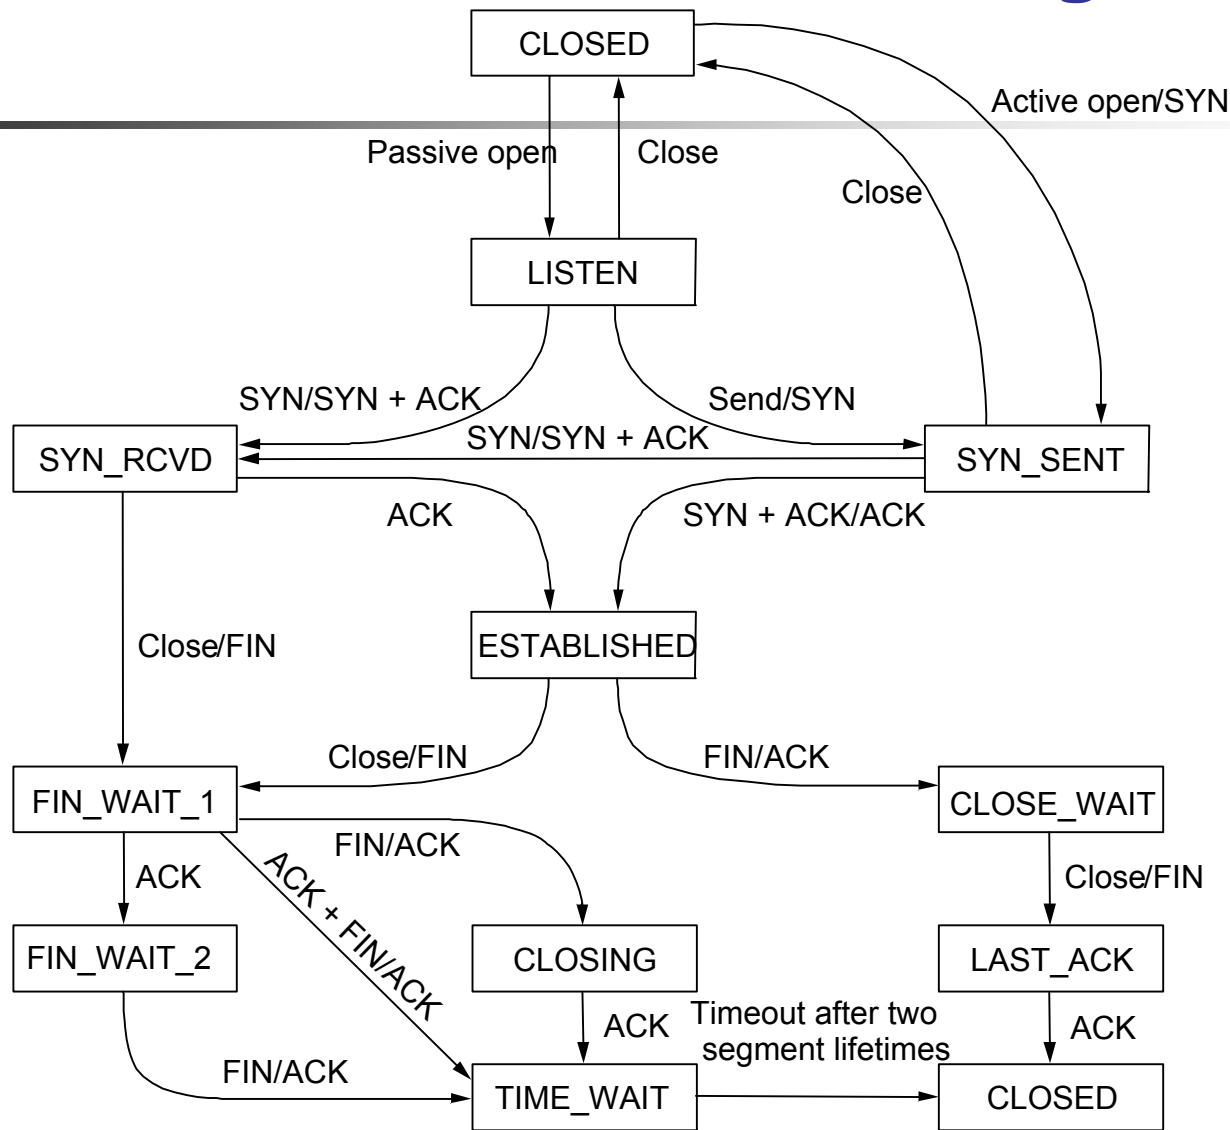 CLOSED
Active open/SYN
Passive open
Close
Close
LISTEN
SYN/SYN + ACK
Send/SYN
SYN/SYN + ACK
SYN_RCVD
SYN_SENT
ACK
SYN + ACK/ACK
Close/FIN
ESTABLISHED
Close/FIN
FIN/ACK
FIN_WAIT_1
CLOSE_WAIT
FIN/ACK
ACK
ACK + FIN/ACK
Close/FIN
FIN_WAIT_2
CLOSING
LAST_ACK
ACK
Timeout after two
segment lifetimes
ACK
FIN/ACK
TIME_WAIT
CLOSED